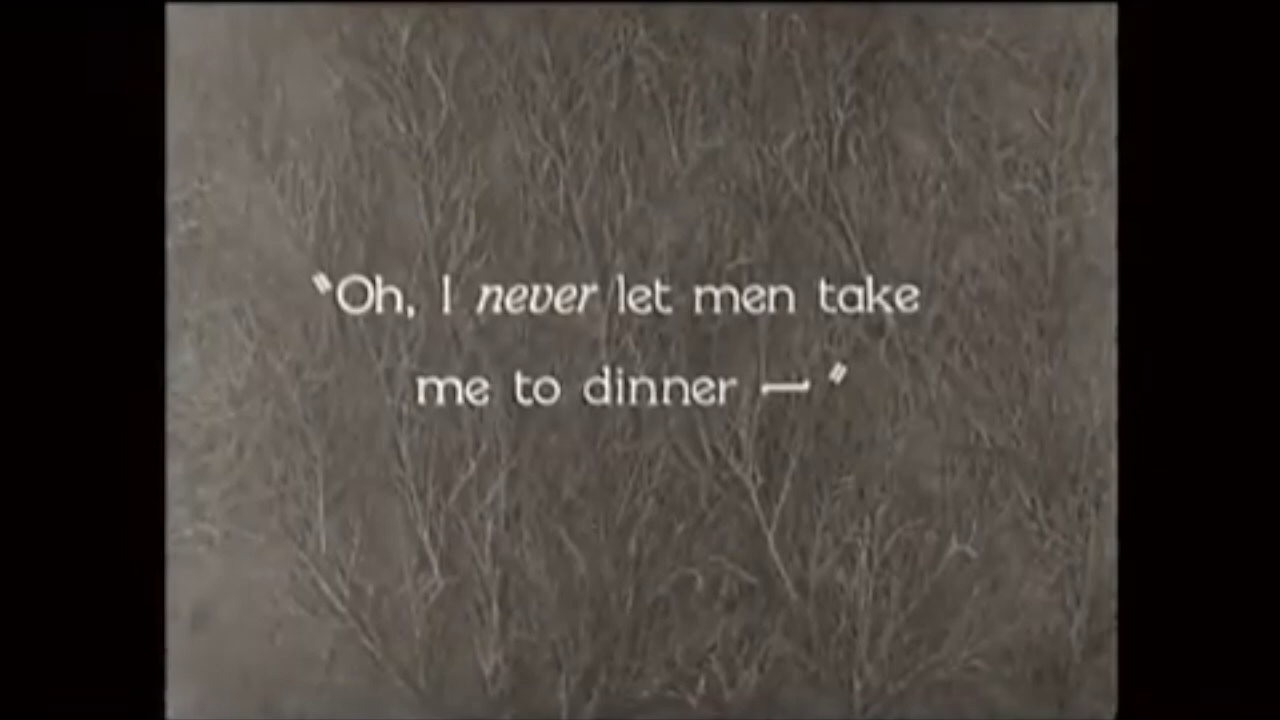 "Oh, I never let men take
me to dinner — "